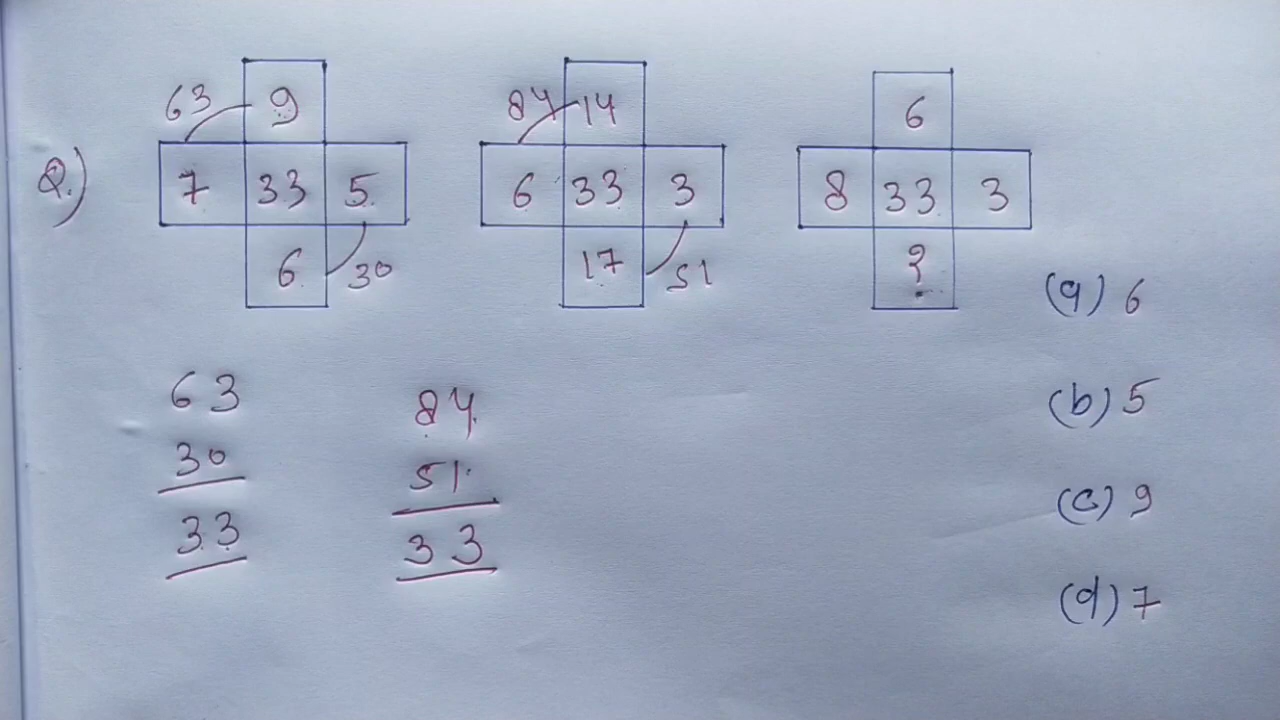 63 9 84 14 6
Q.) 7 33 5 6 33 3 8 33 3
6 30 17 51 ?
(a) 6
63 84
(b) 5
30 51
(c) 9
33 33
(d) 7